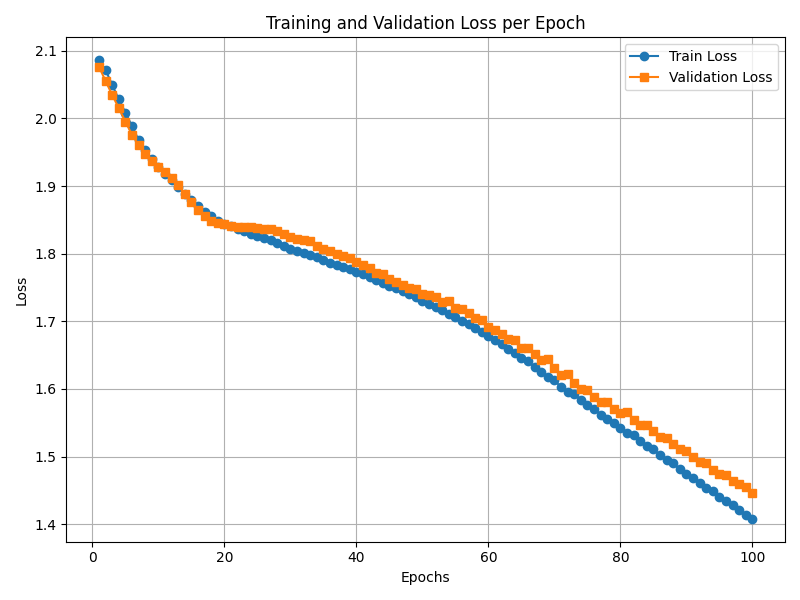 Training and Validation Loss per Epoch
Train Loss
Validation Loss
2.1
2.0
1.9
1.8
1.7
1.6
1.5
1.4
Loss
0 20 40 60 80 100
Epochs